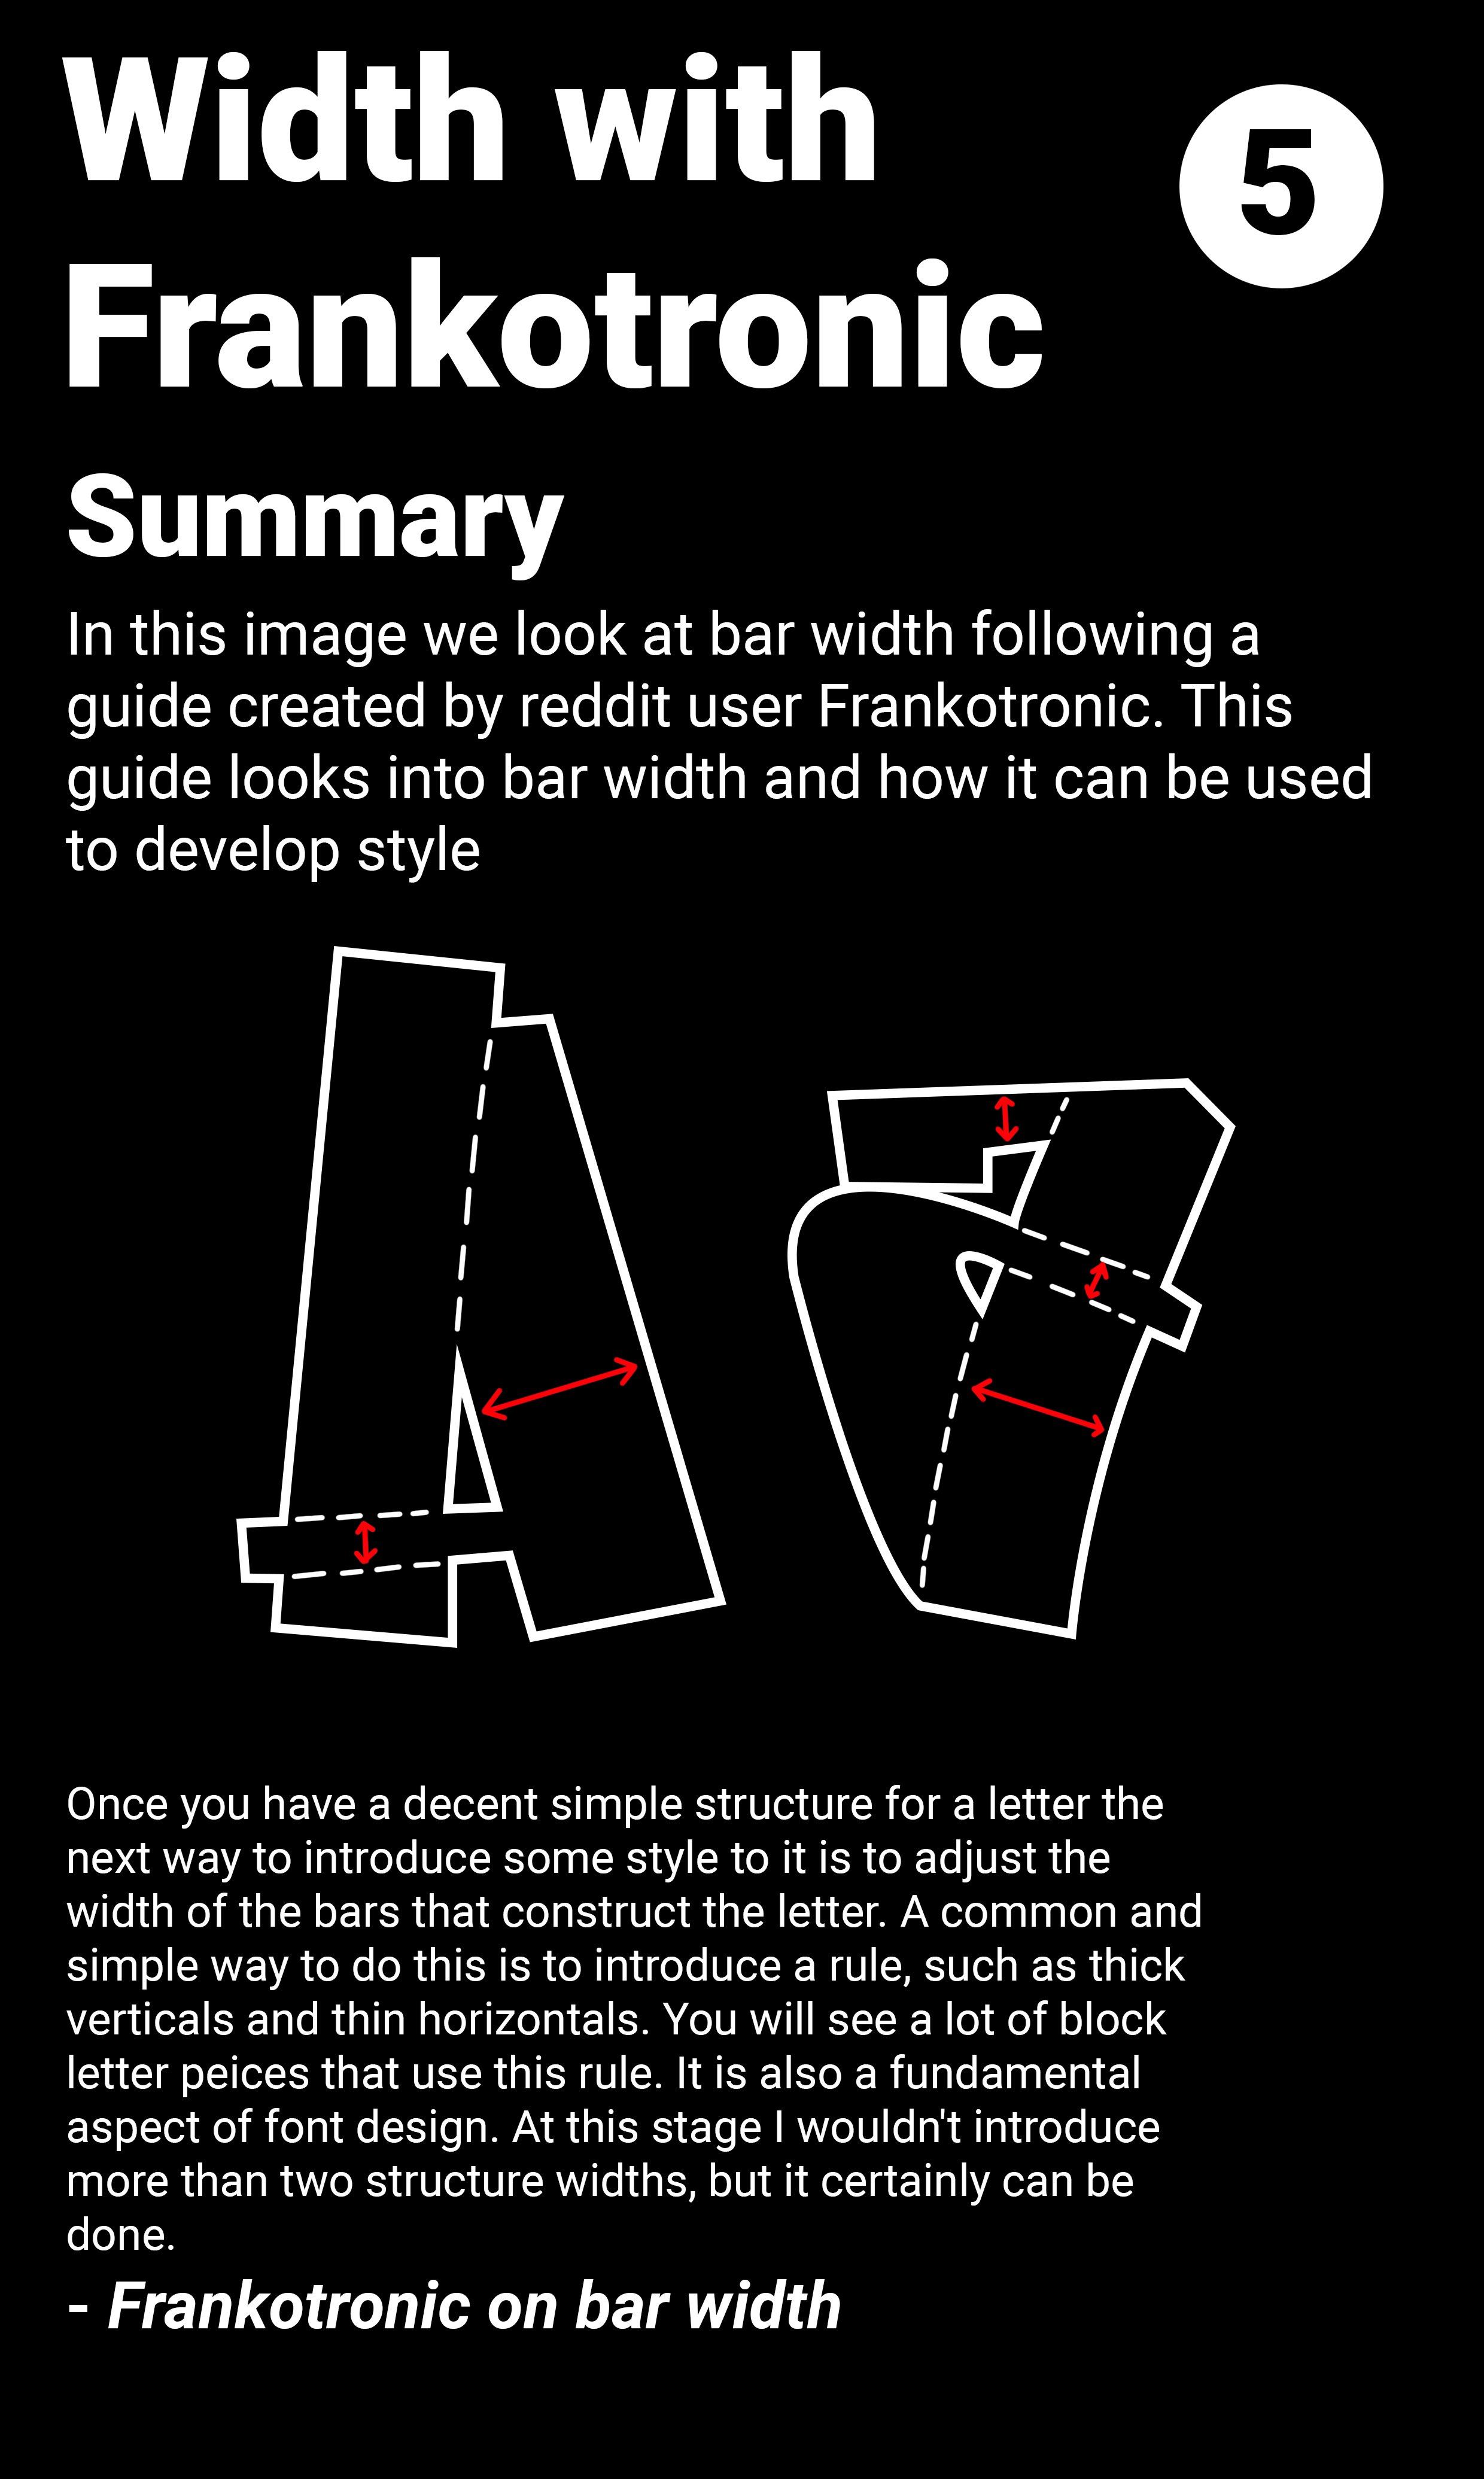 Width with
5
Frankotronic
Summary
In this image we look at bar width following a
guide created by reddit user Frankotronic. This
guide looks into bar width and how it can be used
to develop style
Once you have a decent simple structure for a letter the
next way to introduce some style to it is to adjust the
width of the bars that construct the letter. A common and
simple way to do this is to introduce a rule, such as thick
verticals and thin horizontals. You will see a lot of block
letter peices that use this rule. It is also a fundamental
aspect of font design. At this stage I wouldn't introduce
more than two structure widths, but it certainly can be
done.
- Frankotronic on bar width